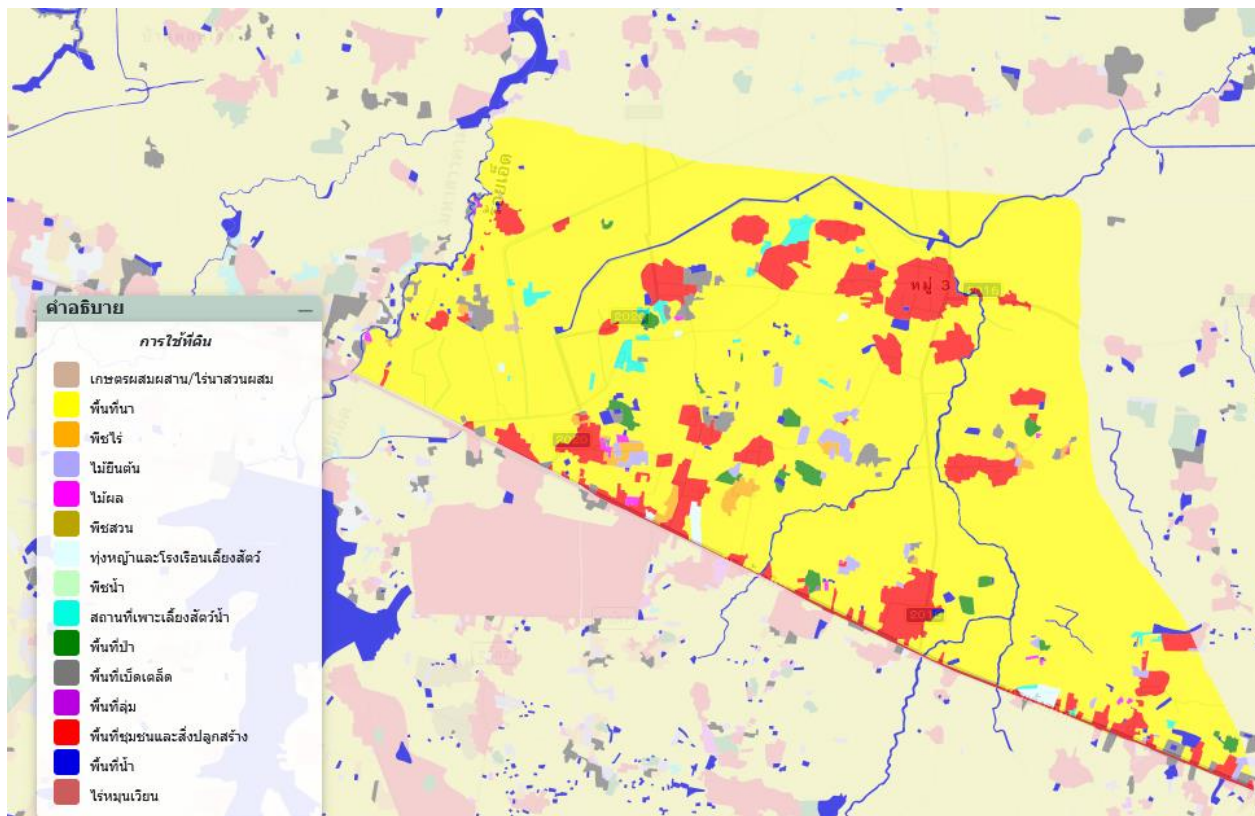 ร้อยเอ็ด
หมู่ 3
คำอธิบาย
การใช้ที่ดิน
เกษตรผสมผสาน/ไร่นาสวนผสม
พื้นที่นา
พืชไร่
ไม้ยืนต้น
ไม้ผล
พืชสวน
ทุ่งหญ้าและโรงเรือนเลี้ยงสัตว์
พืชน้ำ
สถานที่เพาะเลี้ยงสัตว์น้ำ
พื้นที่ป่า
พื้นที่เบ็ดเตล็ด
พื้นที่ลุ่ม
พื้นที่ชุมชนและสิ่งปลูกสร้าง
พื้นที่น้ำ
ไร่หมุนเวียน